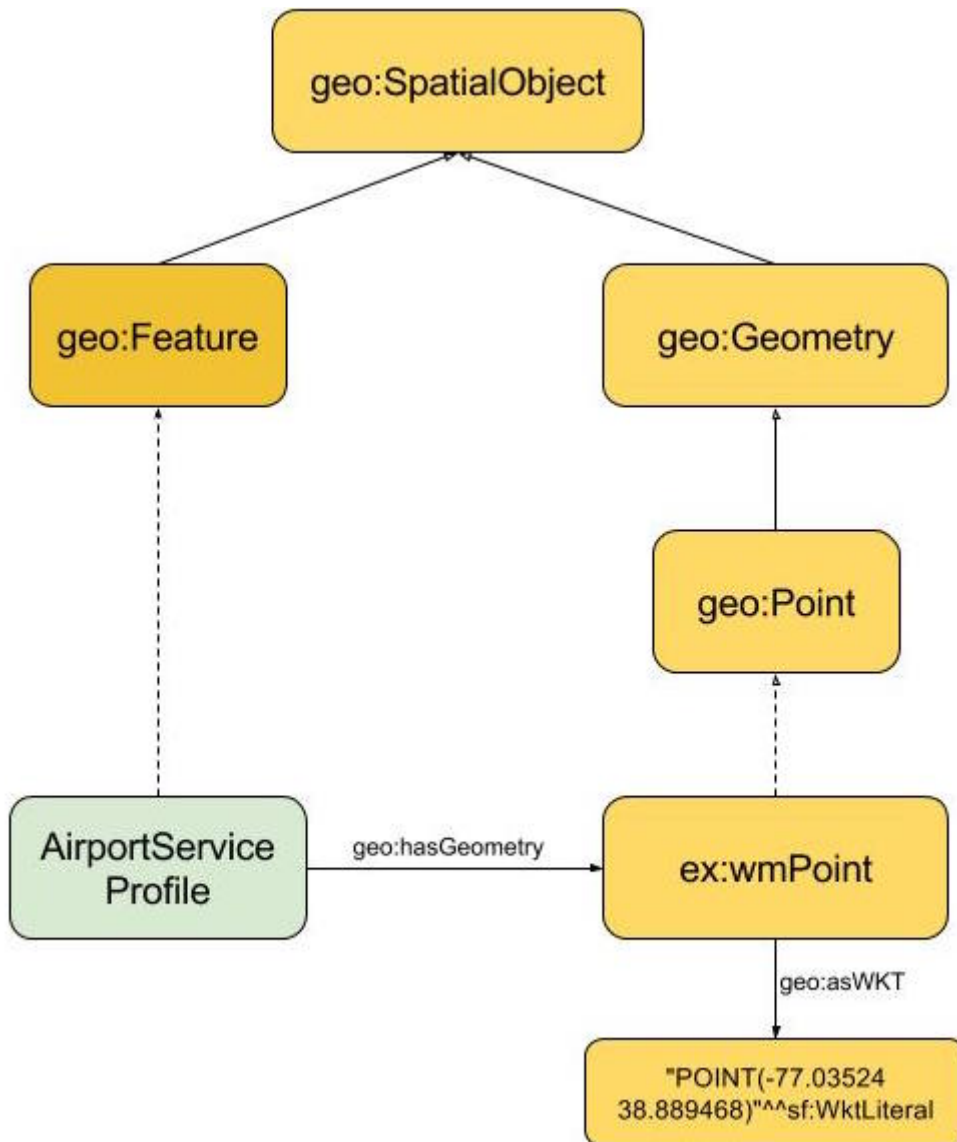 geo:SpatialObject
geo:Feature
geo:Geometry
geo:Point
AirportService
Profile
geo:hasGeometry
ex:wmPoint
geo:asWKT
"POINT(-77.03524
38.889468)"^^sf:WktLiteral